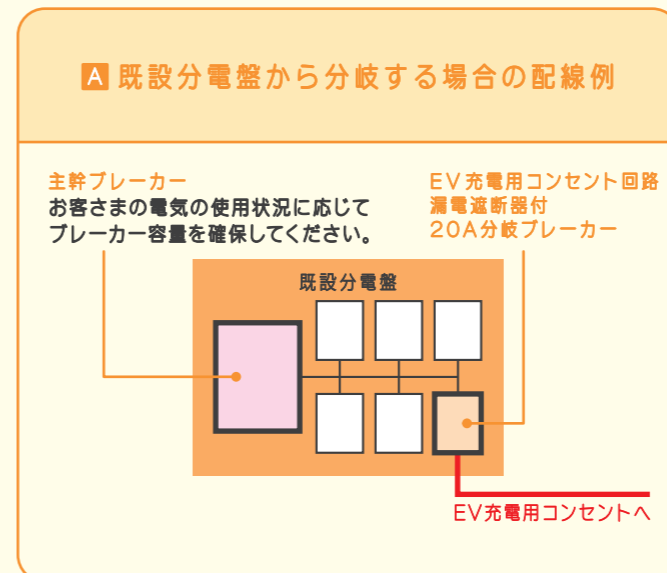 A 既設分電盤から分岐する場合の配線例
主幹ブレーカー
お客さまの電気の使用状況に応じて
ブレーカー容量を確保してください。
EV充電用コンセント回路
漏電遮断器付
20A分岐ブレーカー
既設分電盤
EV充電用コンセントへ